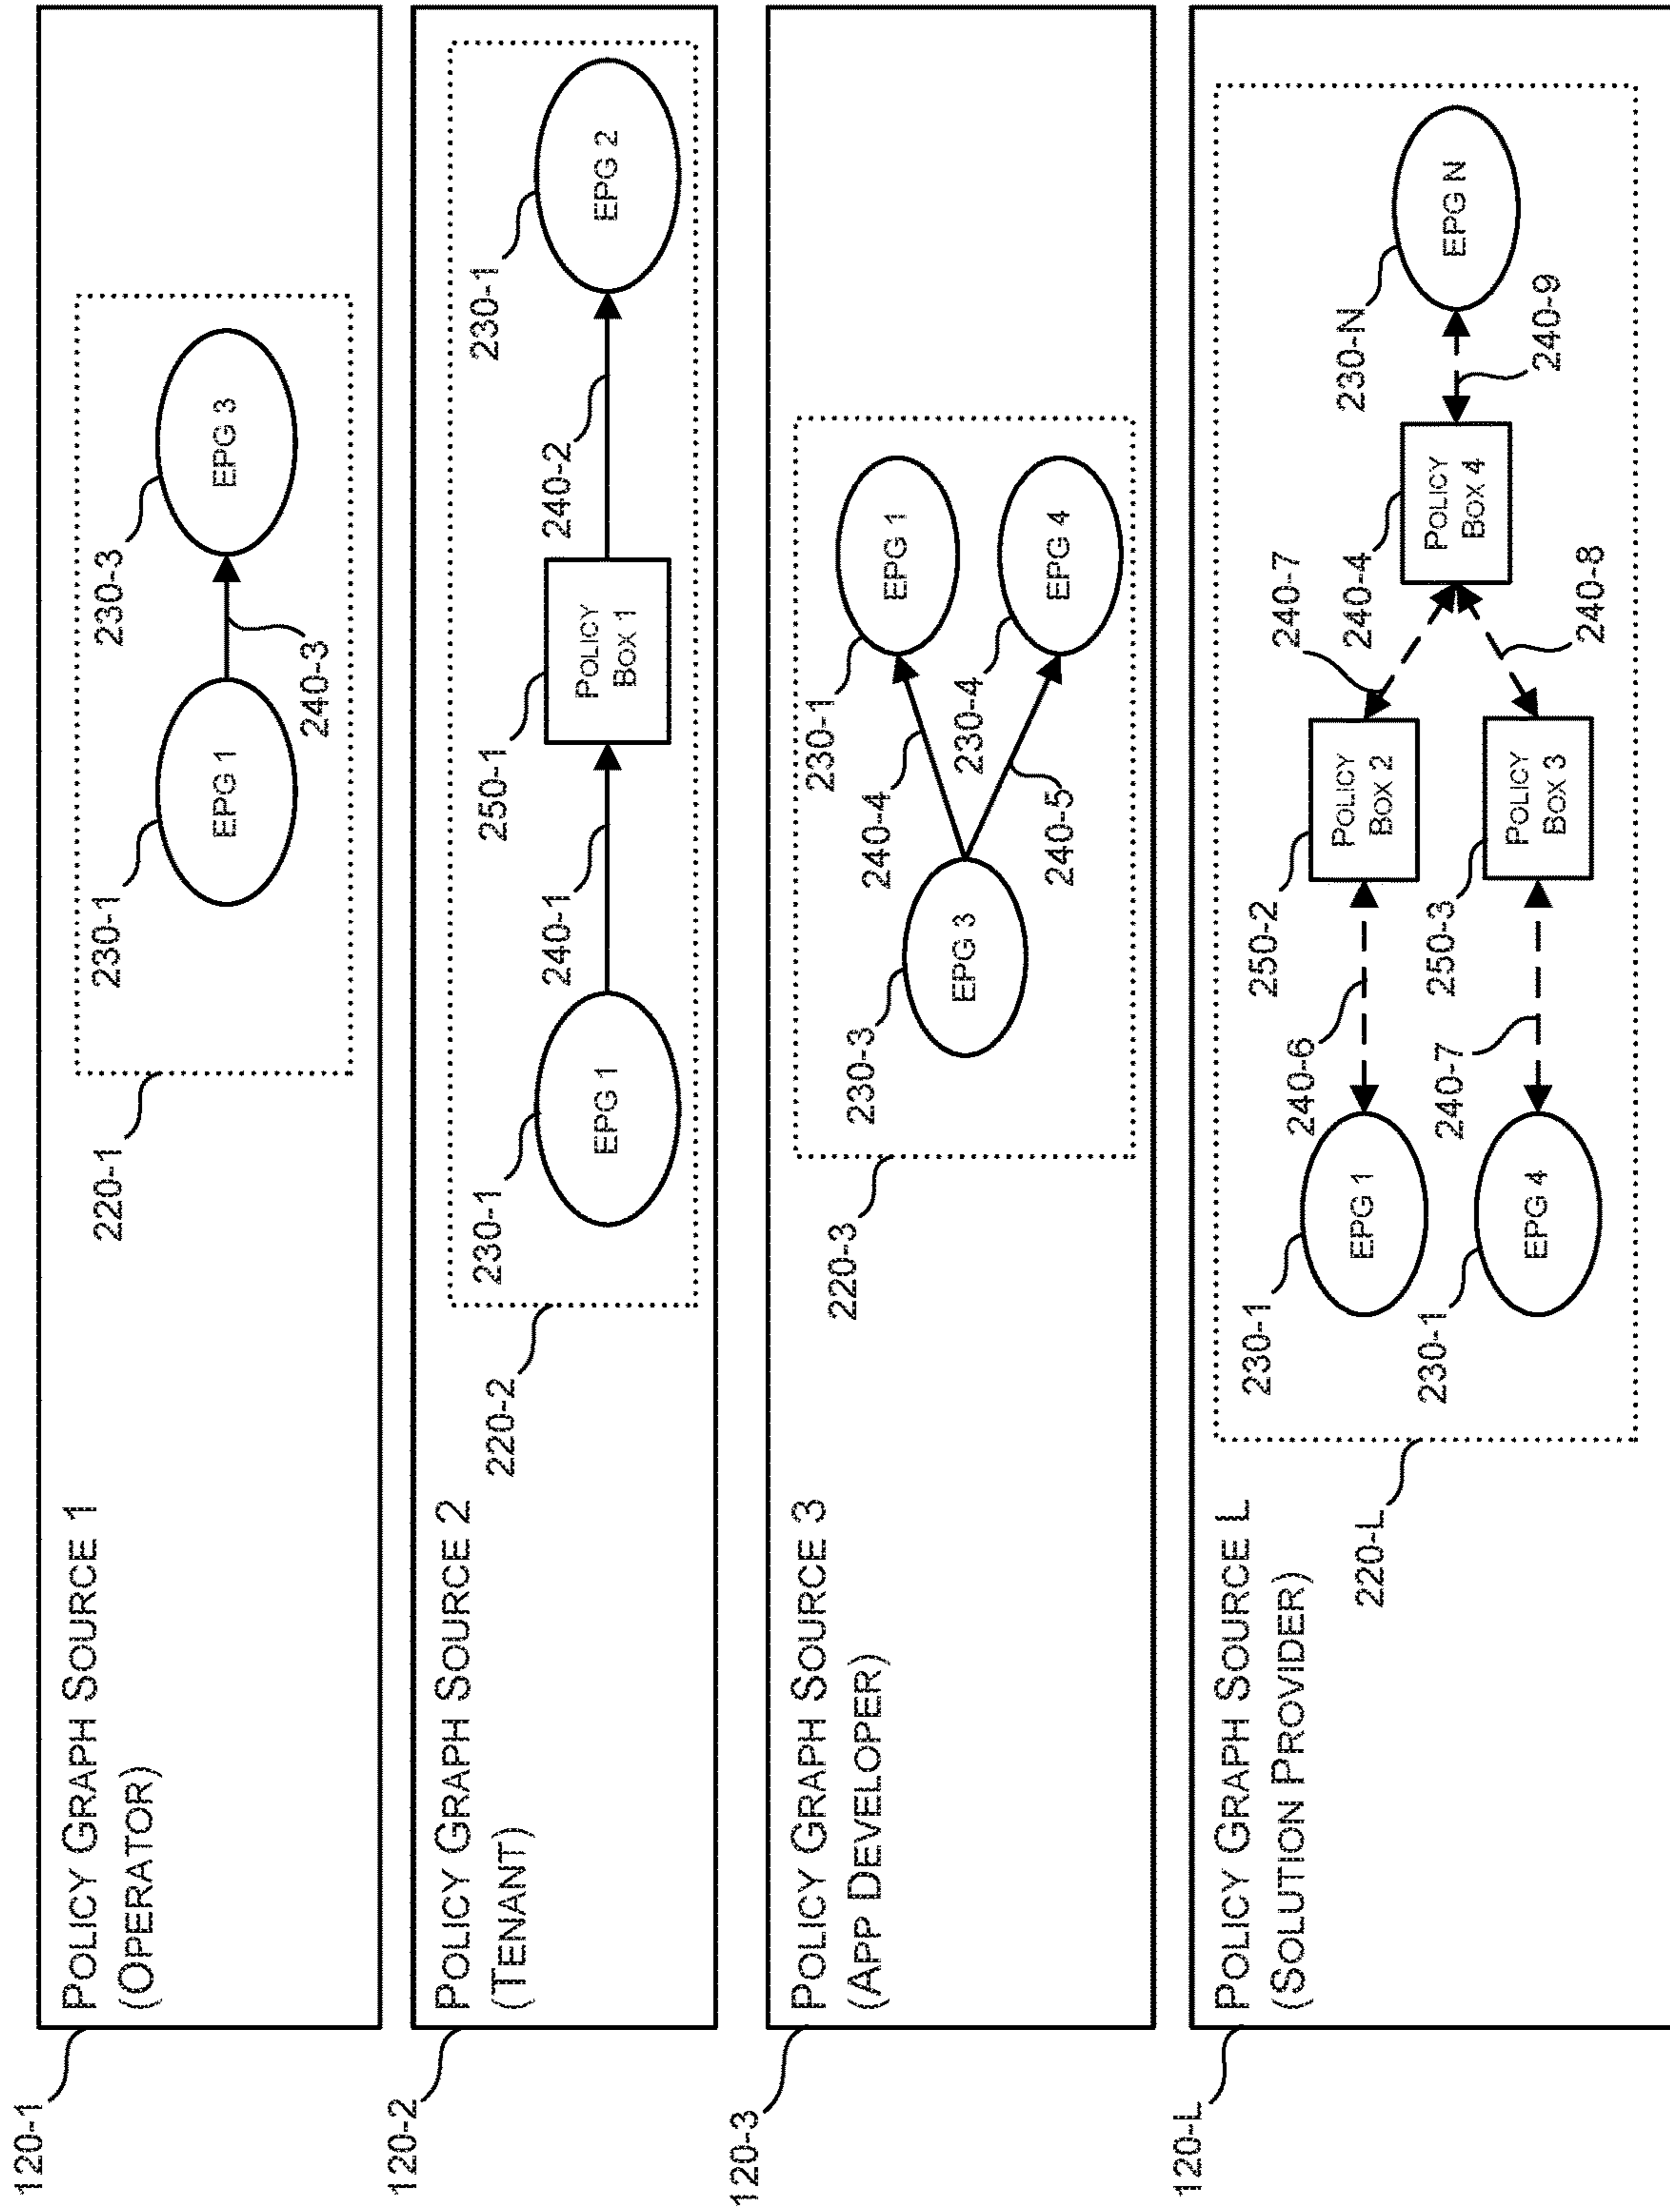 120-1
POLICY GRAPH SOURCE 1
(OPERATOR)
220-1
230-1
EPG 1
240-3
230-3
EPG 3
120-2
POLICY GRAPH SOURCE 2
(TENANT)
220-2
230-1
EPG 1
240-1
250-1
POLICY
BOX 1
240-2
230-1
EPG 2
120-3
POLICY GRAPH SOURCE 3
(APP DEVELOPER)
220-3
230-3
EPG 3
240-4
240-5
230-1
EPG 1
230-4
EPG 4
120-L
POLICY GRAPH SOURCE L
(SOLUTION PROVIDER)
220-L
230-1
EPG 1
240-6
250-2
POLICY
BOX 2
230-1
EPG 4
240-7
250-3
POLICY
BOX 3
240-7
240-8
240-4
POLICY
BOX 4
240-9
230-N
EPG N